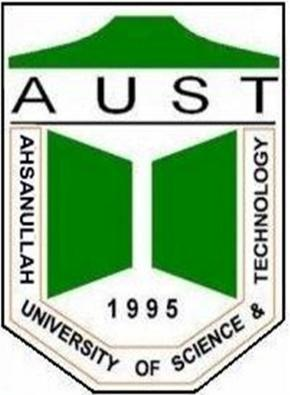 AUST
AHSANULLAH
UNIVERSITY OF SCIENCE &
TECHNOLOGY
1995